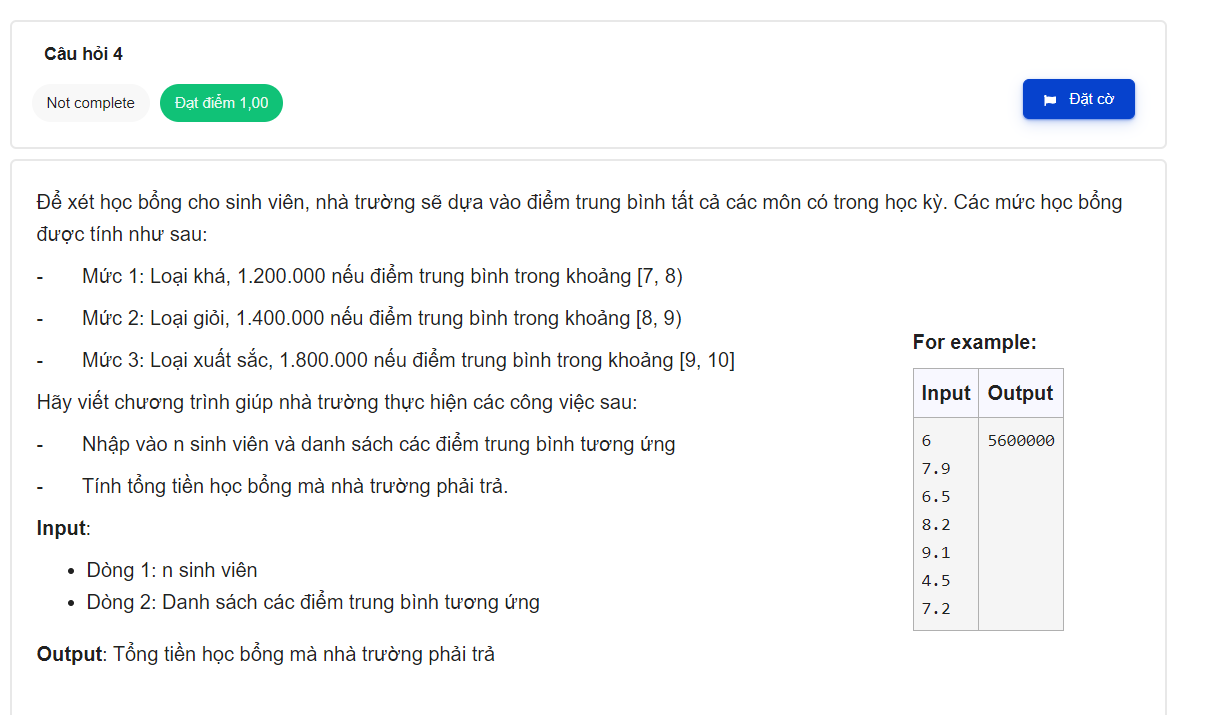 Câu hỏi 4
Not complete
Đạt điểm 1,00
Đặt cờ
Để xét học bổng cho sinh viên, nhà trường sẽ dựa vào điểm trung bình tất cả các môn có trong học kỳ. Các mức học bổng
được tính như sau:
- Mức 1: Loại khá, 1.200.000 nếu điểm trung bình trong khoảng [7, 8)
- Mức 2: Loại giỏi, 1.400.000 nếu điểm trung bình trong khoảng [8, 9)
- Mức 3: Loại xuất sắc, 1.800.000 nếu điểm trung bình trong khoảng [9, 10]
Hãy viết chương trình giúp nhà trường thực hiện các công việc sau:
- Nhập vào n sinh viên và danh sách các điểm trung bình tương ứng
- Tính tổng tiền học bổng mà nhà trường phải trả.
Input:
• Dòng 1: n sinh viên
• Dòng 2: Danh sách các điểm trung bình tương ứng
Output: Tổng tiền học bổng mà nhà trường phải trả
For example:
Input Output
6 5600000
7.9
6.5
8.2
9.1
4.5
7.2